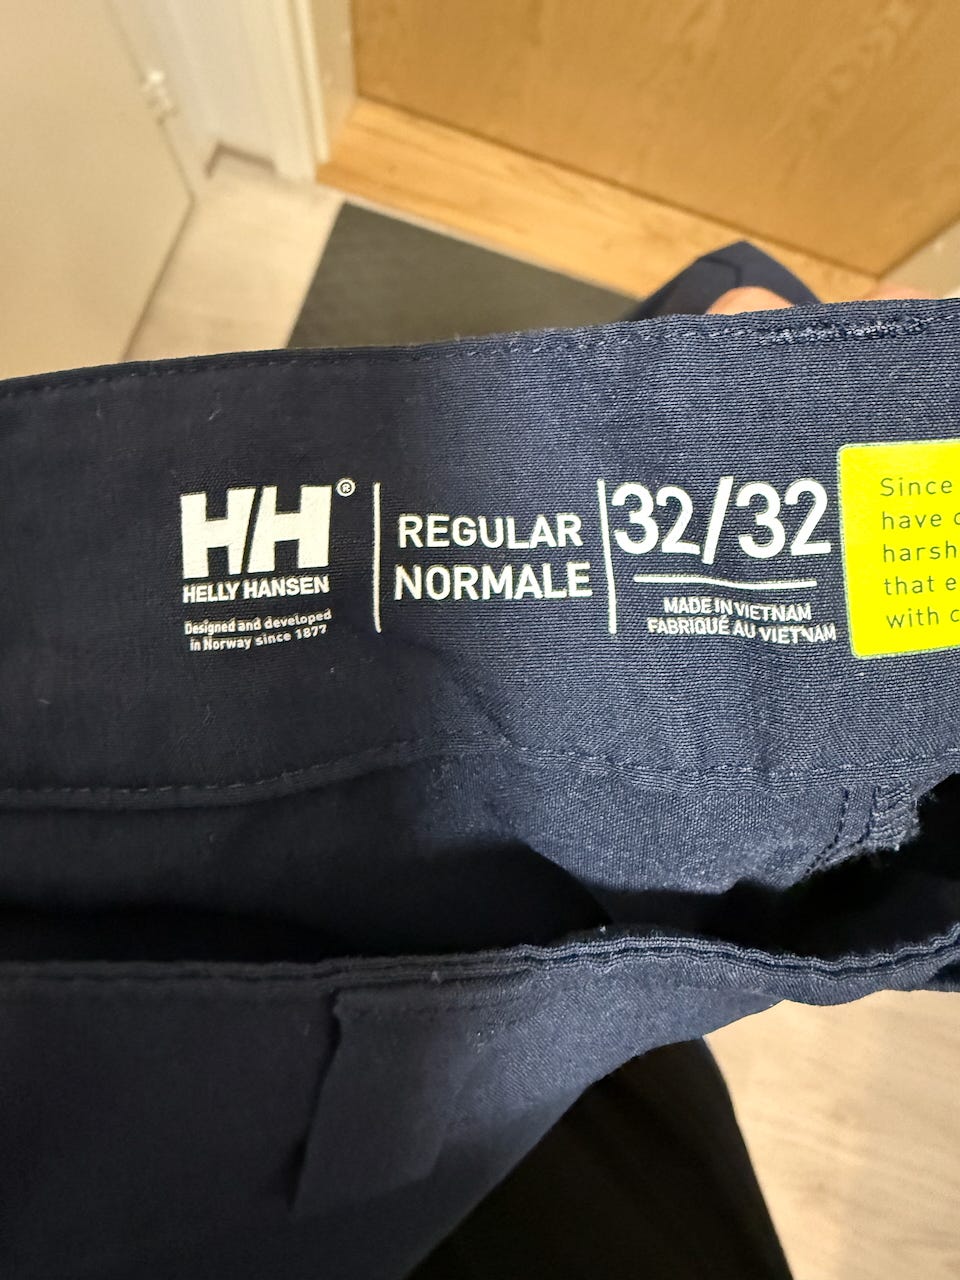 HH®
HELLY HANSEN
Designed and developed
in Norway since 1877
REGULAR
NORMALE
32/32
MADE IN VIETNAM
FABRIQUÉ AU VIETNAM
Since
have
harsh
that
with